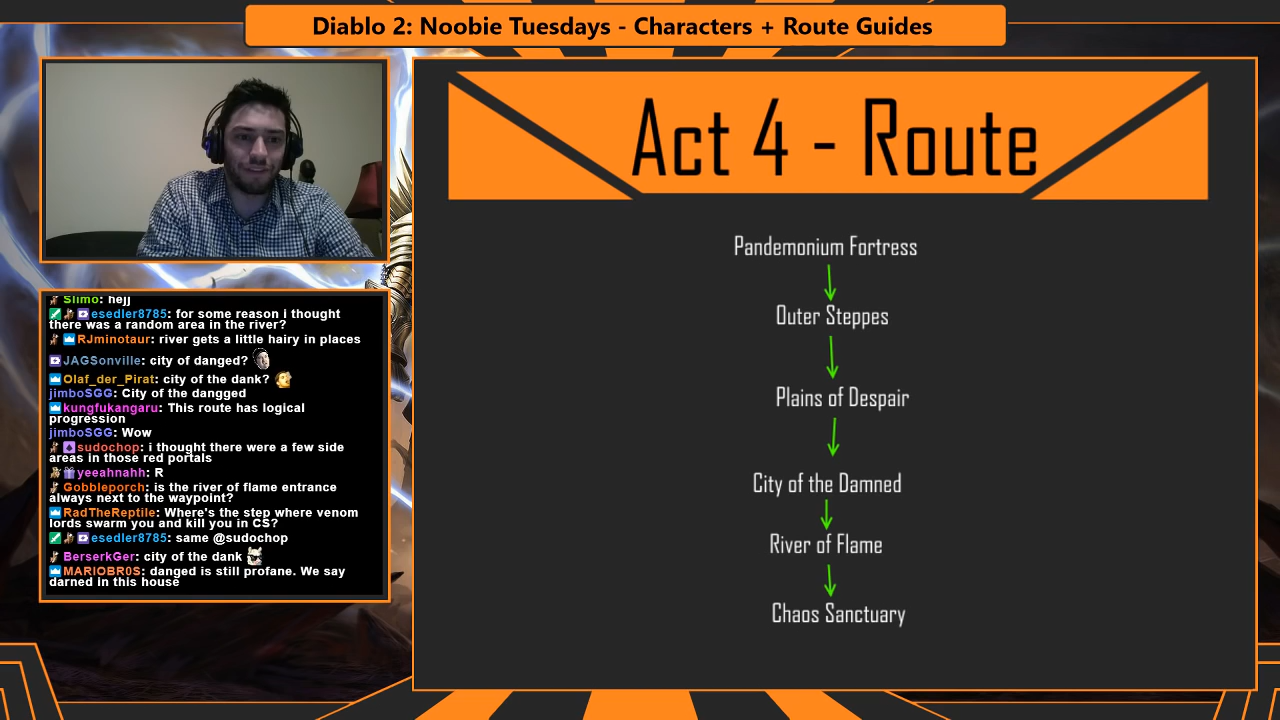 Diablo 2: Noobie Tuesdays - Characters + Route Guides
Act 4 - Route
Pandemonium Fortress
Outer Steppes
Plains of Despair
City of the Damned
River of Flame
Chaos Sanctuary
Slimo: hejj
esedler8785: for some reason i thought
there was a random area in the river?
RJminotaur: river gets a little hairy in places
JAGSonville: city of danged?
Olaf_der_Pirat: city of the dank?
jimboSGG: City of the dangged
kungfukangaru: This route has logical
progression
jimboSGG: Wow
sudochop: i thought there were a few side
areas in those red portals
yeeahnahh: R
Gobbleporch: is the river of flame entrance
always next to the waypoint?
RadTheReptile: Where's the step where venom
lords swarm you and kill you in CS?
esedler8785: same @sudochop
BerserkGer: city of the dank
MARIOBR0S: danged is still profane. We say
darned in this house